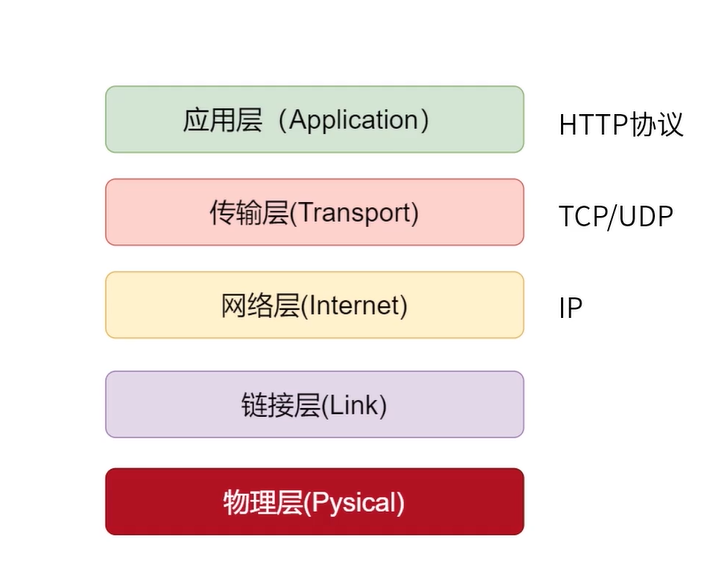 应用层（Application）
HTTP协议
传输层(Transport)
TCP/UDP
网络层(Internet)
IP
链接层(Link)
物理层(Pysical)